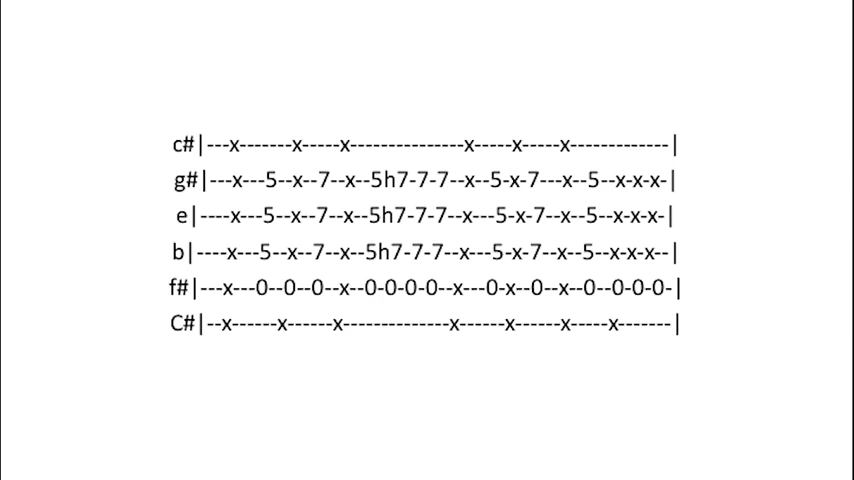 c#|---x-------x-----x---------------x-----x-----x-------------|
g#|---x---5--x--7--x--5h7-7-7--x--5-x-7---x--5--x-x-x-|
e|----x---5--x--7--x--5h7-7-7--x---5-x-7--x--5--x-x-x-|
b|----x---5--x--7--x--5h7-7-7--x---5-x-7--x--5--x-x-x--|
f#|---x---0--0--0--x--0-0-0-0--x---0-x--0--x--0--0-0-0-|
C#|--x------x------x---------------x------x------x-----x-------|